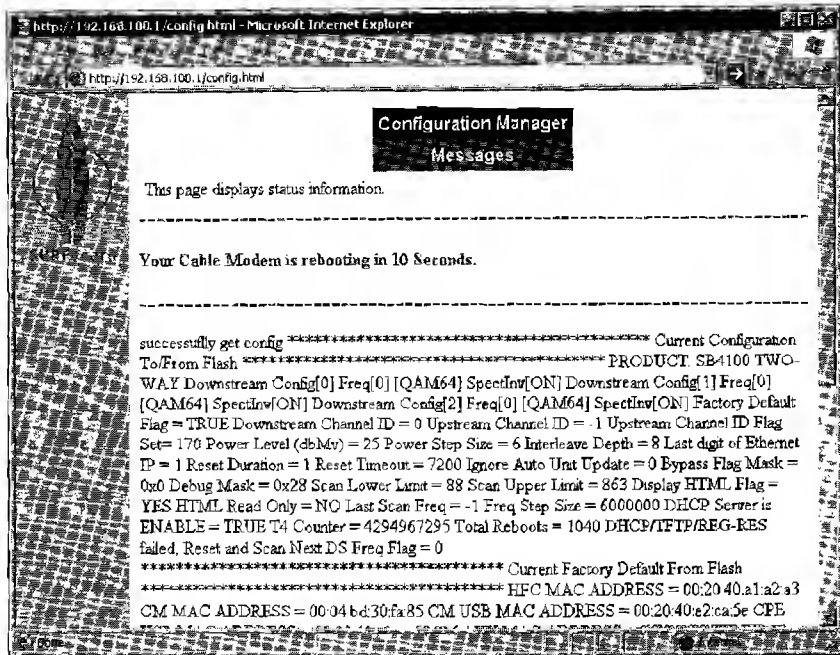 http://192.168.100.1/config.html - Microsoft Internet Explorer
http://192.168.100.1/config.html
Configuration Manager
Messages
This page displays status information.
Your Cable Modem is rebooting in 10 Seconds.
successufily get config ********************************************** Current Configuration
To/From Flash ********************************************** PRODUCT: SB4100 TWO-
WAY Downstream Config[0] Freq[0] [QAM64] SpectInv[ON] Downstream Config[1] Freq[0]
[QAM64] SpectInv[ON] Downstream Config[2] Freq[0] [QAM64] SpectInv[ON] Factory Default
Flag = TRUE Downstream Channel ID = 0 Upstream Channel ID = -1 Upstream Channel ID Flag
Set= 170 Power Level (dbMv) = 25 Power Step Size = 6 Interleave Depth = 8 Last digit of Ethernet
IP = 1 Reset Duration = 1 Reset Timeout = 7200 Ignore Auto Unit Update = 0 Bypass Flag Mask =
0x0 Debug Mask = 0x28 Scan Lower Limit = 88 Scan Upper Limit = 863 Display HTML Flag =
YES HTML Read Only = NO Last Scan Freq = -1 Freq Step Size = 6000000 DHCP Server is
ENABLE = TRUE T4 Counter = 4294967295 Total Reboots = 1040 DHCP/TFTP/REG-RES
failed, Reset and Scan Next DS Freq Flag = 0
********************************************** Current Factory Default From Flash
********************************************** HFC MAC ADDRESS = 00:20:40:a1:a2:a3
CM MAC ADDRESS = 00:04:bd:30:fa:85 CM USB MAC ADDRESS = 00:20:40:e2:ca:5e CPE